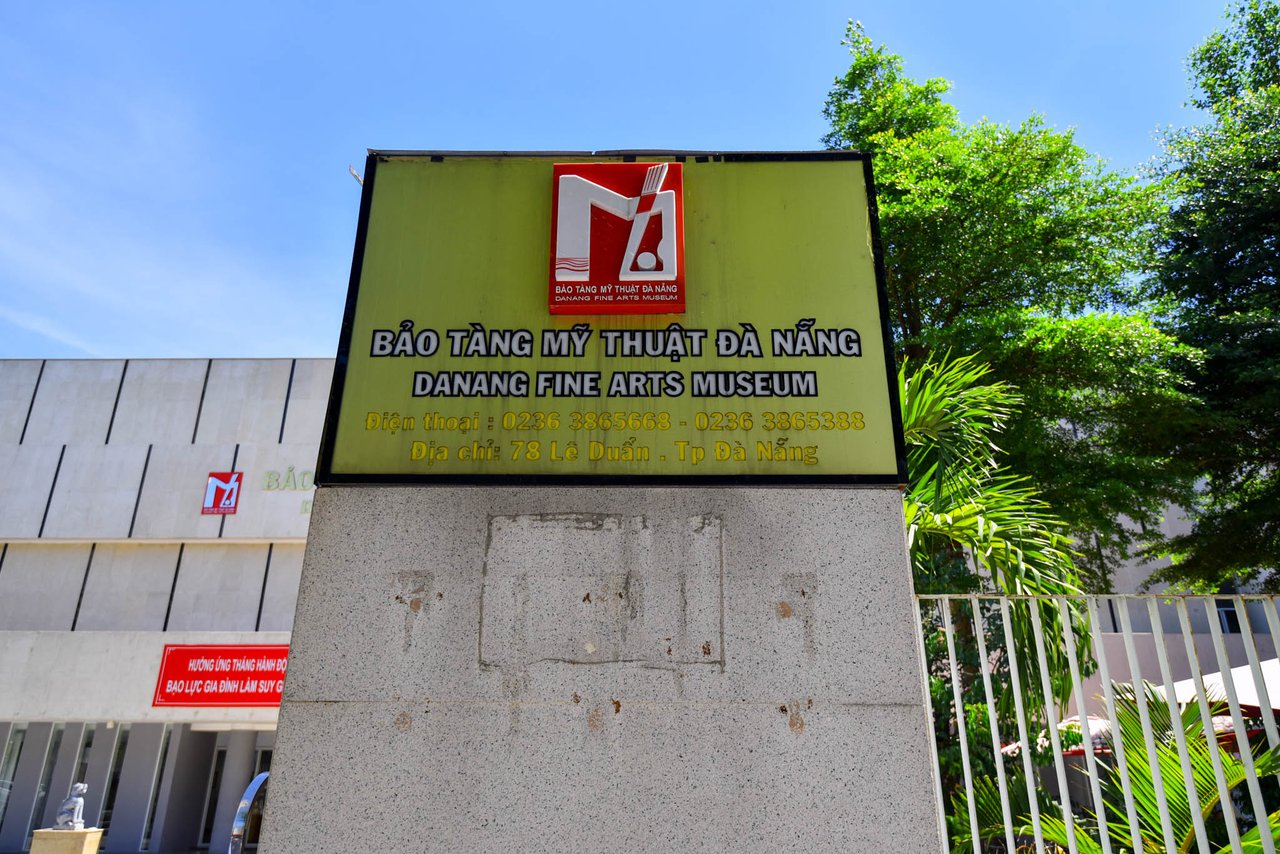 BẢO TÀNG MỸ THUẬT ĐÀ NẴNG
DANANG FINE ARTS MUSEUM
BẢO TÀNG MỸ THUẬT ĐÀ NẴNG
DANANG FINE ARTS MUSEUM
Điện thoại : 0236 3865668 - 0236 3865388
Địa chỉ: 78 Lê Duẩn . Tp Đà Nẵng
BẢO
HƯỞNG ỨNG THÁNG HÀNH ĐỘ
BẠO LỰC GIA ĐÌNH LÀM SUY G